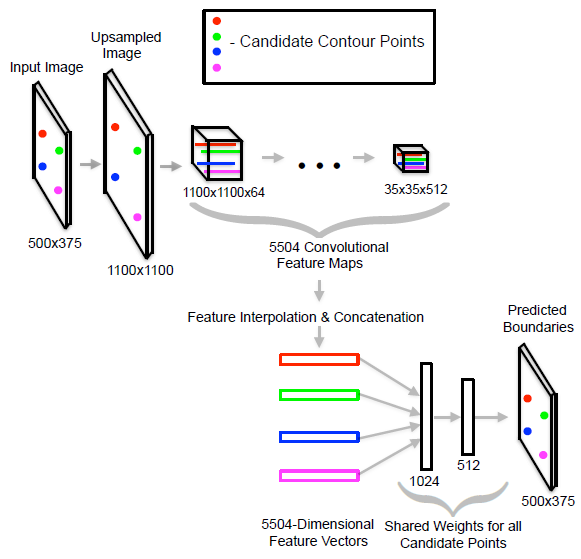 - Candidate Contour Points
Upsampled
Image
Input Image
500x375
1100x1100
1100x1100x64
35x35x512
5504 Convolutional
Feature Maps
Feature Interpolation & Concatenation
Predicted
Boundaries
1024
512
500x375
5504-Dimensional
Feature Vectors
Shared Weights for all
Candidate Points